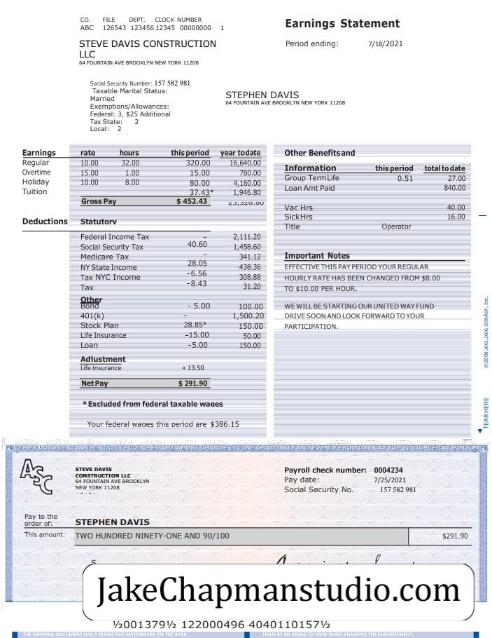 CO. FILE DEPT. CLOCK NUMBER
ABC 126543 123456 12345 00000000 1
STEVE DAVIS CONSTRUCTION
LLC
64 FOUNTAIN AVE BROOKLYN NEW YORK 11208
Earnings Statement
Period ending: 7/18/2021
Social Security Number: 157 582 981
Taxable Marital Status:
Married
Exemptions/Allowances:
Federal: 3, $25 Additional
Tax State: 2
Local: 2
STEPHEN DAVIS
64 FOUNTAIN AVE BROOKLYN NEW YORK 11208
Earnings rate hours this period year to date
Regular 10.00 32.00 320.00 16,640.00
Overtime 15.00 1.00 15.00 780.00
Holiday 10.00 8.00 80.00 4,160.00
Tuition 37.43* 1,946.80
Gross Pay $ 452.43
Deductions Statutory
Federal Income Tax – 2,111.20
Social Security Tax 40.60 1,458.60
Medicare Tax – 341.12
NY State Income 28.05 438.36
Tax NYC Income –6.56 308.88
Tax –8.43 31.20
Other
Bond - 5.00 100.00
401(k) - 1,500.20
Stock Plan 28.85* 150.00
Life Insurance –15.00 50.00
Loan -5.00 150.00
Adjustment
Life Insurance + 13.50
Net Pay $ 291.90
* Excluded from federal taxable wages
Your federal wages this period are $386.15
Other Benefits and
Information this period total to date
Group Term Life 0.51 27.00
Loan Amt Paid 840.00
Vac Hrs 40.00
Sick Hrs 16.00
Title Operator
Important Notes
EFFECTIVE THIS PAY PERIOD YOUR REGULAR
HOURLY RATE HAS BEEN CHANGED FROM $8.00
TO $10.00 PER HOUR.
WE WILL BE STARTING OUR UNITED WAY FUND
DRIVE SOON AND LOOK FORWARD TO YOUR
PARTICIPATION.
TEAR HERE
ASC
STEVE DAVIS
CONSTRUCTION LLC
64 FOUNTAIN AVE BROOKLYN
NEW YORK 11208
Payroll check number: 0004234
Pay date: 7/25/2021
Social Security No. 157 582 981
Pay to the
order of: STEPHEN DAVIS
This amount: TWO HUNDRED NINETY-ONE AND 90/100 $291.90
JakeChapmanstudio.com
½001379½ 122000496 4040110157½